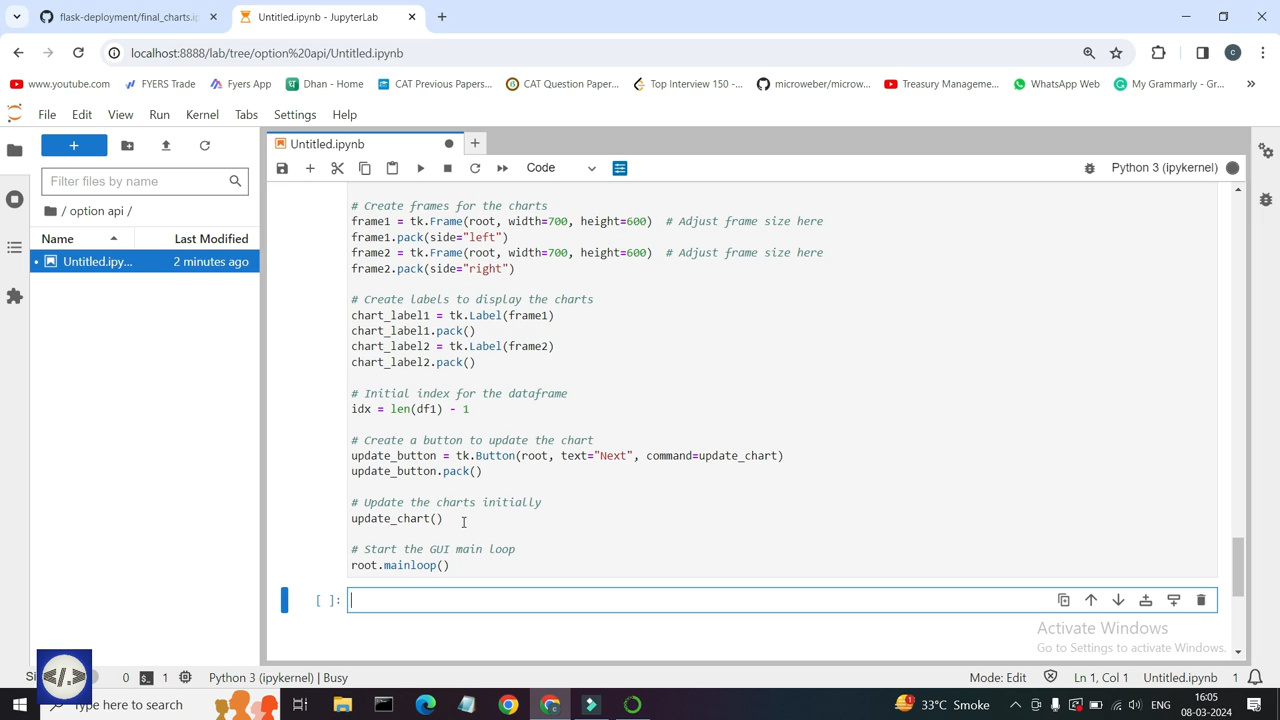 flask-deployment/final_charts.ip
Untitled.ipynb - JupyterLab
localhost:8888/lab/tree/option%20api/Untitled.ipynb
www.youtube.com
FYERS Trade
Fyers App
Dhan - Home
CAT Previous Papers...
CAT Question Paper...
Top Interview 150 -...
microweber/microw...
Treasury Manageme...
WhatsApp Web
My Grammarly - Gr...
File Edit View Run Kernel Tabs Settings Help
Untitled.ipynb
Code
Python 3 (ipykernel)
Filter files by name
/ option api /
Name Last Modified
Untitled.ipy... 2 minutes ago
# Create frames for the charts
frame1 = tk.Frame(root, width=700, height=600)  # Adjust frame size here
frame1.pack(side="left")
frame2 = tk.Frame(root, width=700, height=600)  # Adjust frame size here
frame2.pack(side="right")
# Create labels to display the charts
chart_label1 = tk.Label(frame1)
chart_label1.pack()
chart_label2 = tk.Label(frame2)
chart_label2.pack()
# Initial index for the dataframe
idx = len(df1) - 1
# Create a button to update the chart
update_button = tk.Button(root, text="Next", command=update_chart)
update_button.pack()
# Update the charts initially
update_chart()
# Start the GUI main loop
root.mainloop()
[ ]:
Activate Windows
Go to Settings to activate Windows.
</>
0
1
Python 3 (ipykernel) | Busy
Mode: Edit
Ln 1, Col 1
Untitled.ipynb
1
here to search
33°C Smoke
ENG
16:05
08-03-2024